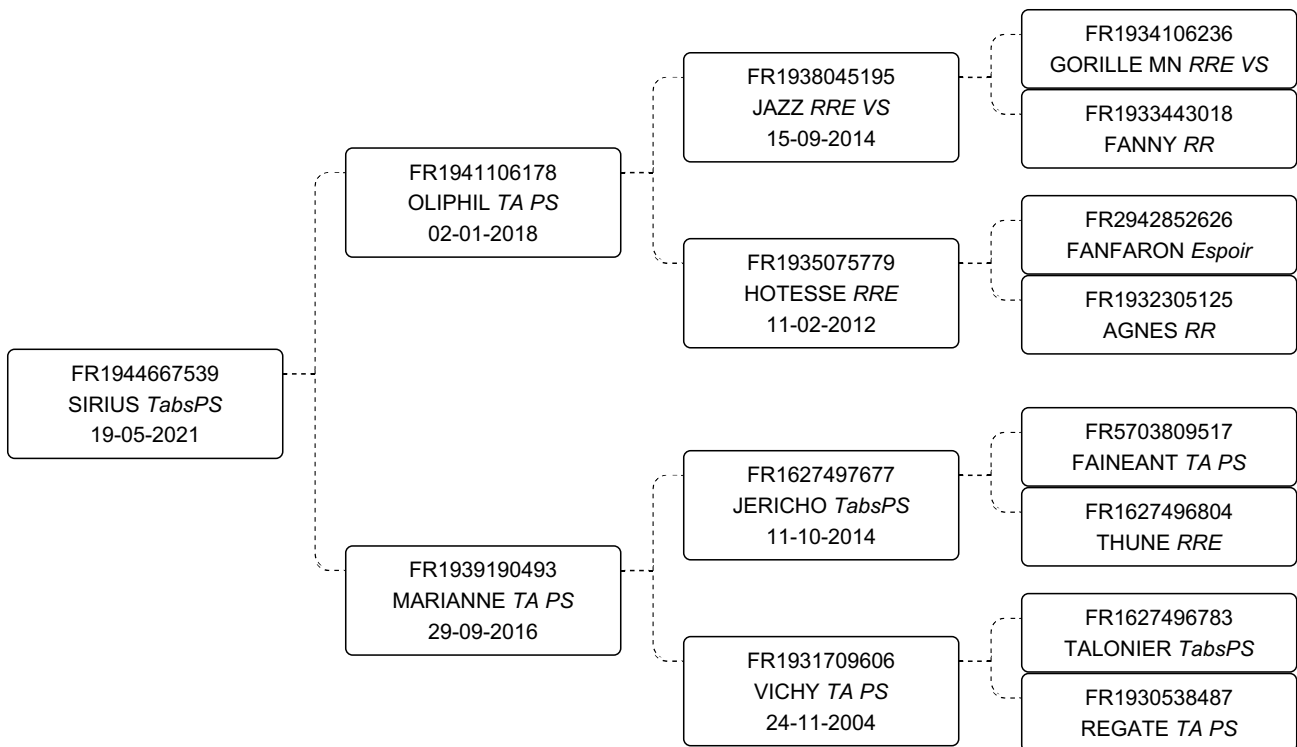 FR1934106236
GORILLE MN RRE VS
FR1938045195
JAZZ RRE VS
15-09-2014
FR1933443018
FANNY RR
FR1941106178
OLIPHIL TA PS
02-01-2018
FR2942852626
FANFARON Espoir
FR1935075779
HOTESSE RRE
11-02-2012
FR1932305125
AGNES RR
FR1944667539
SIRIUS TabsPS
19-05-2021
FR5703809517
FAINEANT TA PS
FR1627497677
JERICHO TabsPS
11-10-2014
FR1627496804
THUNE RRE
FR1939190493
MARIANNE TA PS
29-09-2016
FR1627496783
TALONIER TabsPS
FR1931709606
VICHY TA PS
24-11-2004
FR1930538487
REGATE TA PS